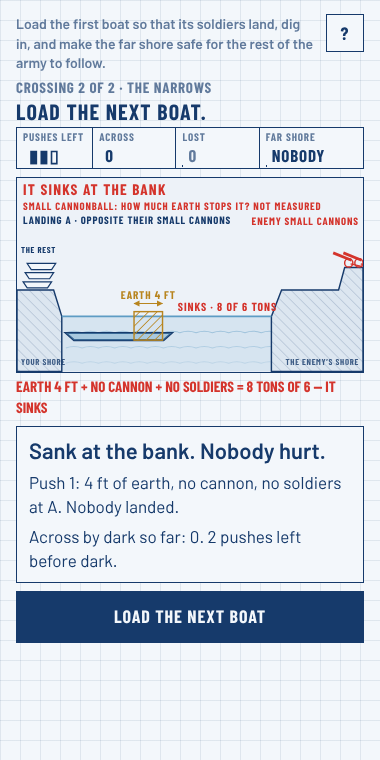 Load the first boat so that its soldiers land, dig
in, and make the far shore safe for the rest of the
army to follow.
?
CROSSING 2 OF 2 · THE NARROWS
LOAD THE NEXT BOAT.
PUSHES LEFT
ACROSS
0
LOST
0
FAR SHORE
NOBODY
IT SINKS AT THE BANK
SMALL CANNONBALL: HOW MUCH EARTH STOPS IT? NOT MEASURED
LANDING A · OPPOSITE THEIR SMALL CANNONS
ENEMY SMALL CANNONS
THE REST
EARTH 4 FT
SINKS · 8 OF 6 TONS
YOUR SHORE
THE ENEMY'S SHORE
EARTH 4 FT + NO CANNON + NO SOLDIERS = 8 TONS OF 6 – IT
SINKS
Sank at the bank. Nobody hurt.
Push 1: 4 ft of earth, no cannon, no soldiers
at A. Nobody landed.
Across by dark so far: 0. 2 pushes left
before dark.
LOAD THE NEXT BOAT